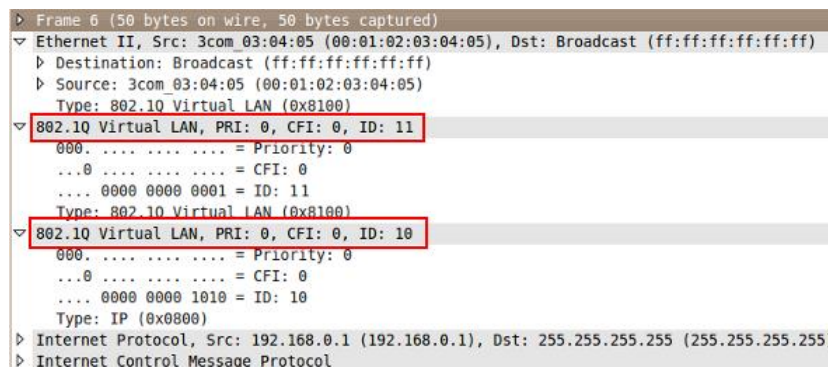 Frame 6 (50 bytes on wire, 50 bytes captured)
Ethernet II, Src: 3com_03:04:05 (00:01:02:03:04:05), Dst: Broadcast (ff:ff:ff:ff:ff:ff)
Destination: Broadcast (ff:ff:ff:ff:ff:ff)
Source: 3com_03:04:05 (00:01:02:03:04:05)
Type: 802.1Q Virtual LAN (0x8100)
802.1Q Virtual LAN, PRI: 0, CFI: 0, ID: 11
000. .... .... .... = Priority: 0
...0 .... .... .... = CFI: 0
.... 0000 0000 0001 = ID: 11
Type: 802.1Q Virtual LAN (0x8100)
802.1Q Virtual LAN, PRI: 0, CFI: 0, ID: 10
000. .... .... .... = Priority: 0
...0 .... .... .... = CFI: 0
.... 0000 0000 1010 = ID: 10
Type: IP (0x0800)
Internet Protocol, Src: 192.168.0.1 (192.168.0.1), Dst: 255.255.255.255 (255.255.255.255
Internet Control Message Protocol